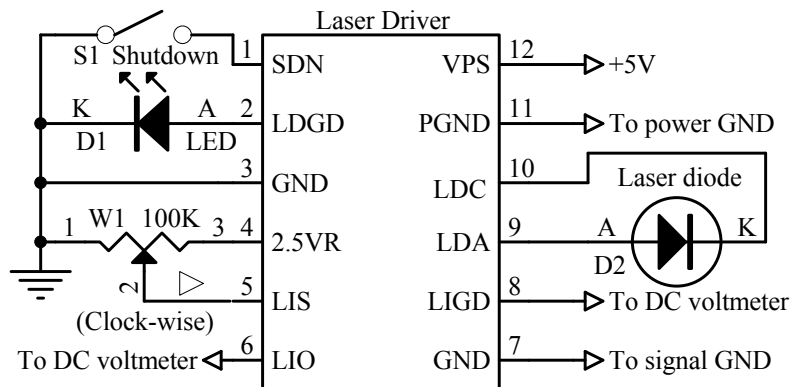 Laser Driver
S1 Shutdown 1 SDN VPS 12 +5V
K A 2 LDGD PGND 11 To power GND
D1 LED
3 GND LDC 10 Laser diode
1 W1 100K 3 4 2.5VR LDA 9 A K
D2
2 5 LIS LIGD 8 To DC voltmeter
(Clock-wise)
To DC voltmeter 6 LIO GND 7 To signal GND